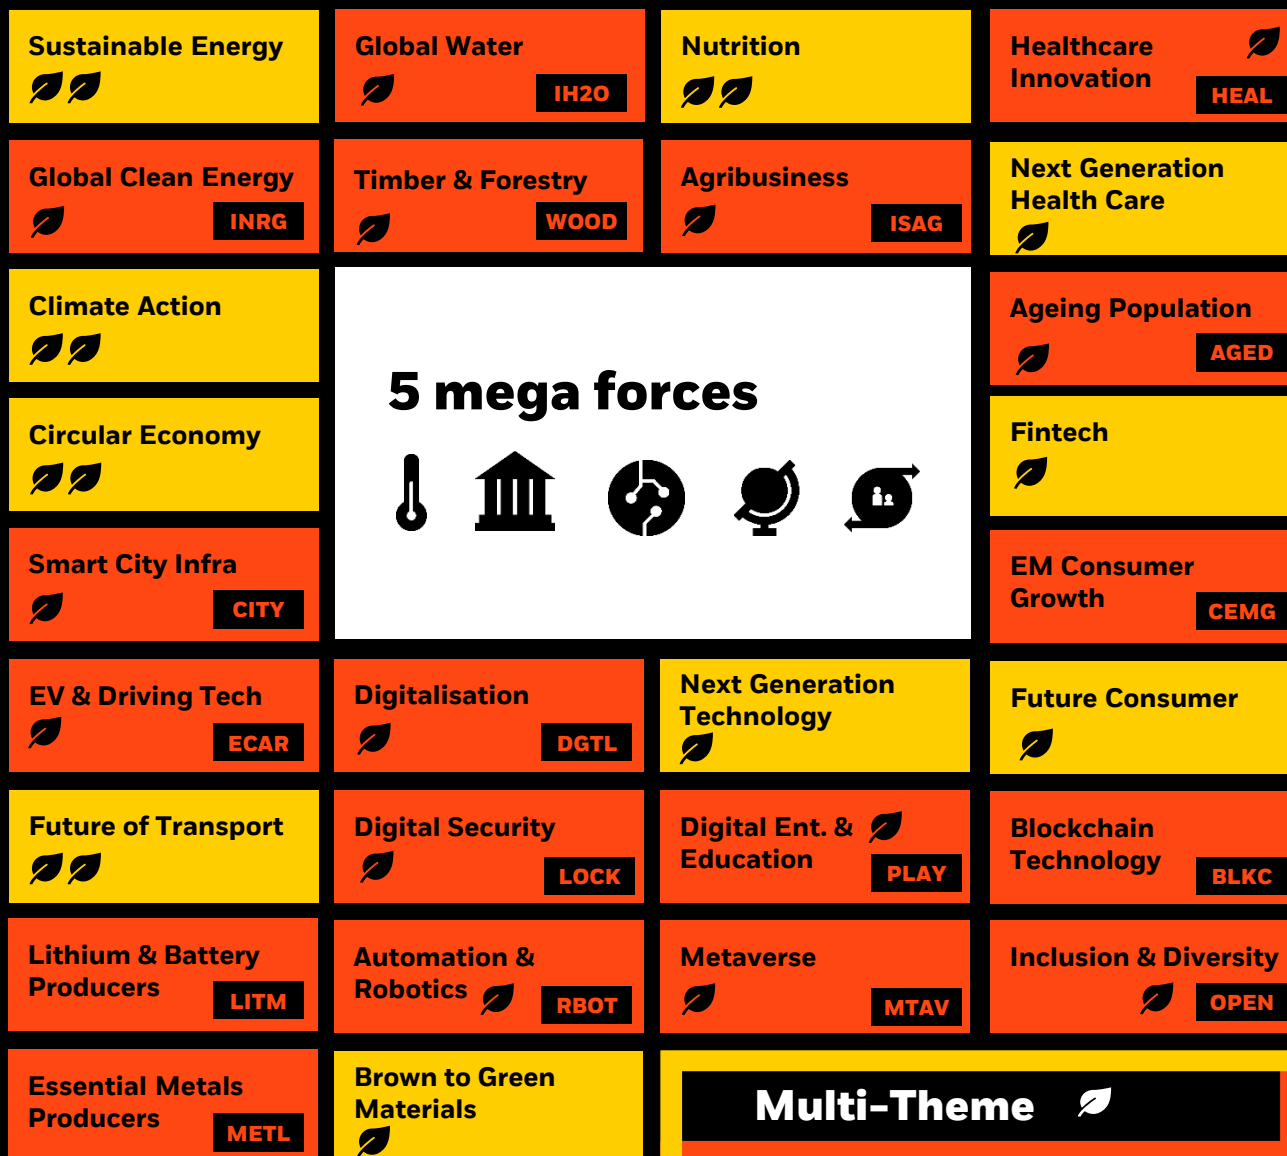 Sustainable Energy
Global Water
IH2O
Nutrition
Healthcare
Innovation
HEAL
Global Clean Energy
INRG
Timber & Forestry
WOOD
Agribusiness
ISAG
Next Generation
Health Care
Climate Action
5 mega forces
Ageing Population
AGED
Circular Economy
Fintech
Smart City Infra
CITY
EM Consumer
Growth
CEMG
EV & Driving Tech
ECAR
Digitalisation
DGTL
Next Generation
Technology
Future Consumer
Future of Transport
Digital Security
LOCK
Digital Ent. &
Education
PLAY
Blockchain
Technology
BLKC
Lithium & Battery
Producers
LITM
Automation &
Robotics
RBOT
Metaverse
MTAV
Inclusion & Diversity
OPEN
Essential Metals
Producers
METL
Brown to Green
Materials
Multi-Theme